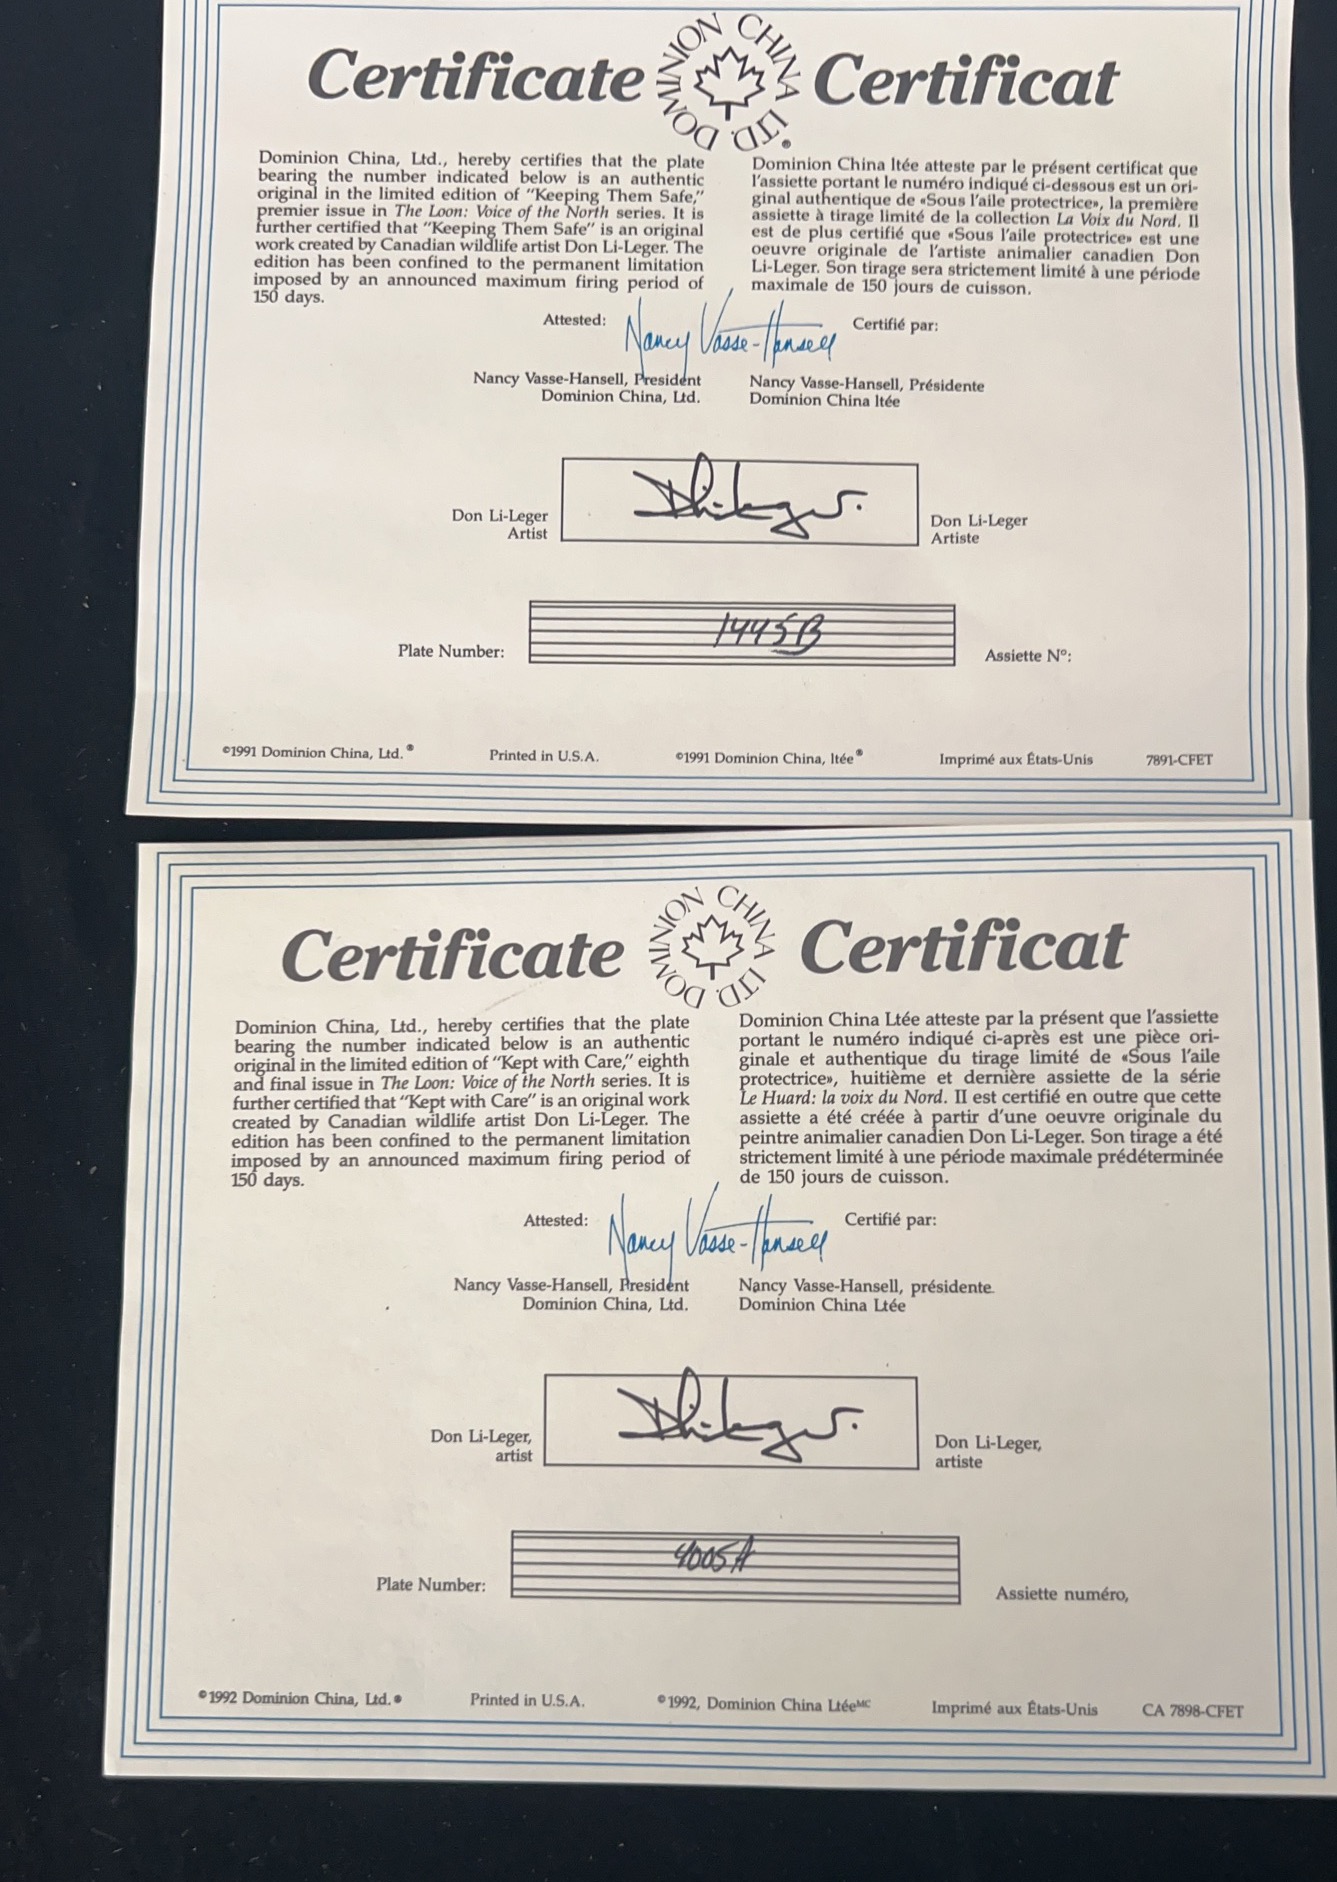 Certificate DOMINION CHINA LTD.® Certificat
Dominion China, Ltd., hereby certifies that the plate
bearing the number indicated below is an authentic
original in the limited edition of "Keeping Them Safe,"
premier issue in The Loon: Voice of the North series. It is
further certified that "Keeping Them Safe" is an original
work created by Canadian wildlife artist Don Li-Leger. The
edition has been confined to the permanent limitation
imposed by an announced maximum firing period of
150 days.
Dominion China ltée atteste par le présent certificat que
l'assiette portant le numéro indiqué ci-dessous est un ori-
ginal authentique de «Sous l'aile protectrice», la première
assiette à tirage limité de la collection La Voix du Nord. Il
est de plus certifié que «Sous l'aile protectrice» est une
oeuvre originale de l'artiste animalier canadien Don
Li-Leger. Son tirage sera strictement limité à une période
maximale de 150 jours de cuisson.
Attested: Nancy Vasse-Hansell Certifié par:
Nancy Vasse-Hansell, President
Dominion China, Ltd.
Nancy Vasse-Hansell, Présidente
Dominion China ltée
Don Li-Leger
Artist
Don Li-Leger
Artiste
Plate Number: 1445B Assiette Nº:
©1991 Dominion China, Ltd.® Printed in U.S.A. ©1991 Dominion China, ltée® Imprimé aux États-Unis 7891-CFET
Certificate DOMINION CHINA LTD. Certificat
Dominion China, Ltd., hereby certifies that the plate
bearing the number indicated below is an authentic
original in the limited edition of "Kept with Care," eighth
and final issue in The Loon: Voice of the North series. It is
further certified that "Kept with Care" is an original work
created by Canadian wildlife artist Don Li-Leger. The
edition has been confined to the permanent limitation
imposed by an announced maximum firing period of
150 days.
Dominion China Ltée atteste par la présent que l'assiette
portant le numéro indiqué ci-après est une pièce ori-
ginale et authentique du tirage limité de «Sous l'aile
protectrice», huitième et dernière assiette de la série
Le Huard: la voix du Nord. Il est certifié en outre que cette
assiette a été créée à partir d'une oeuvre originale du
peintre animalier canadien Don Li-Leger. Son tirage a été
strictement limité à une période maximale prédéterminée
de 150 jours de cuisson.
Attested: Nancy Vasse-Hansell Certifié par:
Nancy Vasse-Hansell, President
Dominion China, Ltd.
Nancy Vasse-Hansell, présidente
Dominion China Ltée
Don Li-Leger,
artist
Don Li-Leger,
artiste
Plate Number: 4005A Assiette numéro,
©1992 Dominion China, Ltd.® Printed in U.S.A. ©1992, Dominion China LtéeMC Imprimé aux États-Unis CA 7898-CFET